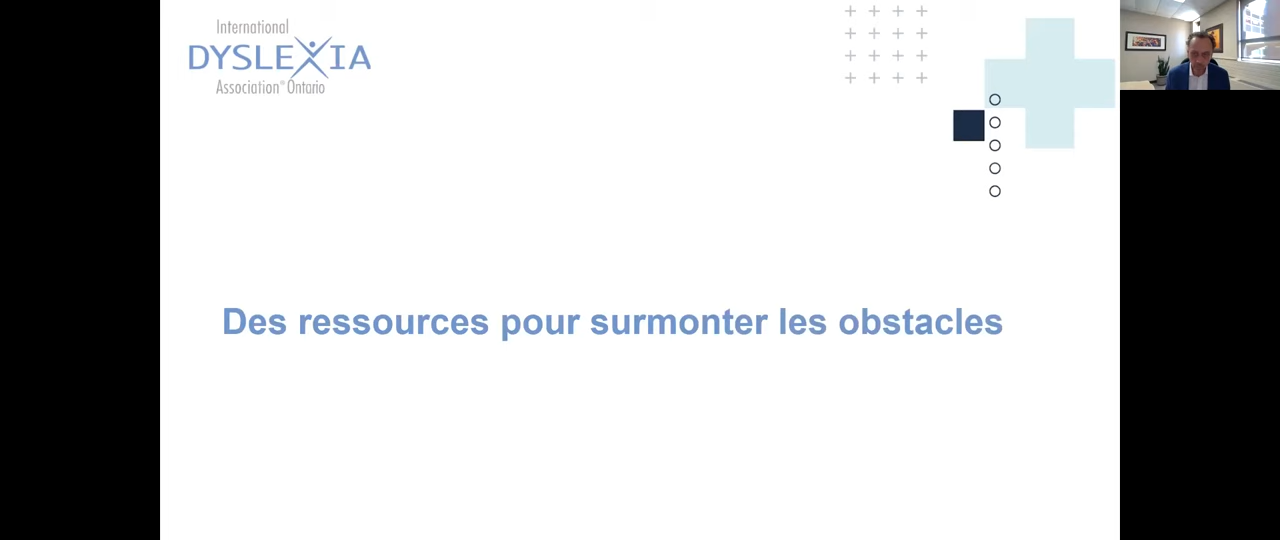 International
DYSLEXIA
Association® Ontario
Des ressources pour surmonter les obstacles